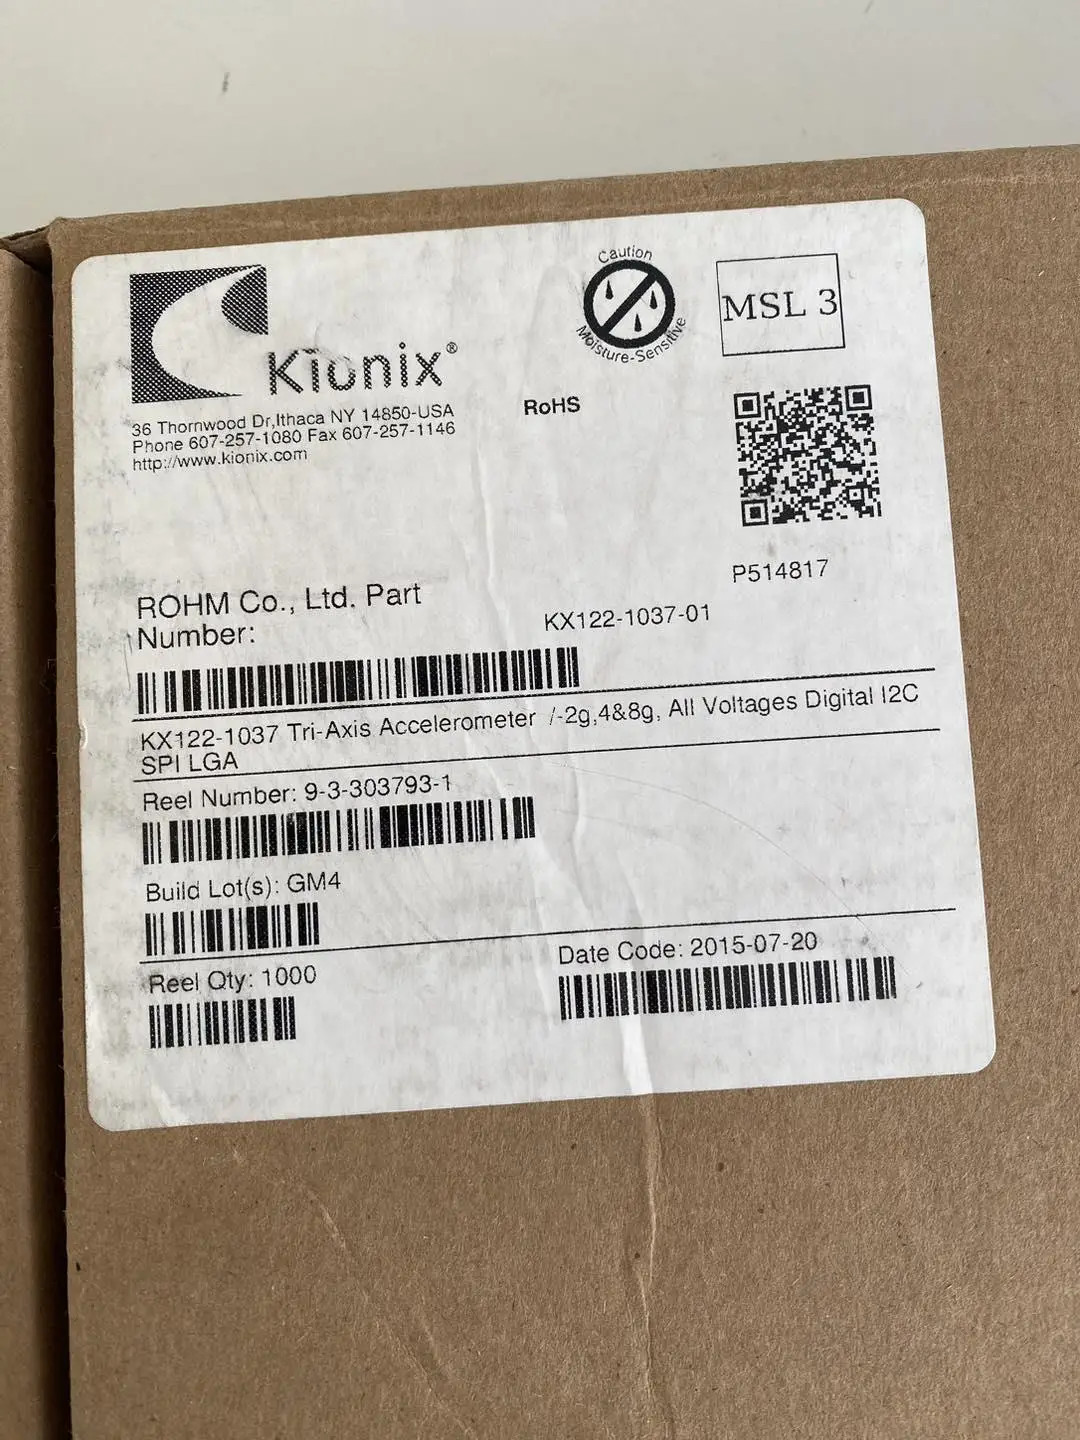 Caution
Moisture-Sensitive
MSL 3
Kionix®
36 Thornwood Dr,Ithaca NY 14850-USA
Phone 607-257-1080 Fax 607-257-1146
http://www.kionix.com
RoHS
P514817
ROHM Co., Ltd. Part
Number:
KX122-1037-01
KX122-1037 Tri-Axis Accelerometer /-2g,4&8g, All Voltages Digital I2C
SPI LGA
Reel Number: 9-3-303793-1
Build Lot(s): GM4
Reel Qty: 1000
Date Code: 2015-07-20